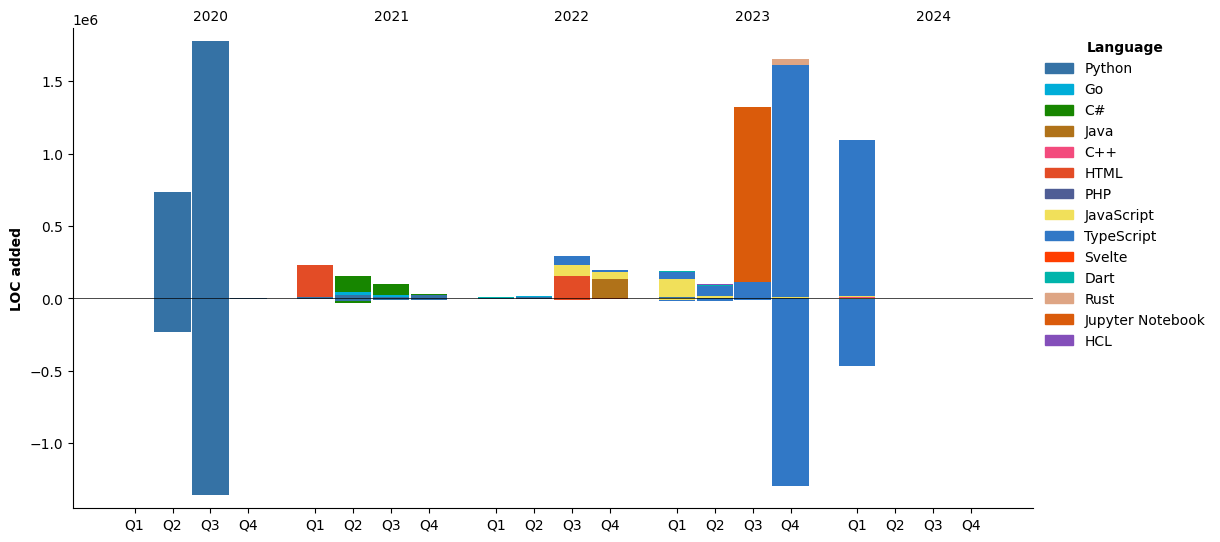 1e6
2020 2021 2022 2023 2024
LOC added
1.5
1.0
0.5
0.0
−0.5
−1.0
Q1 Q2 Q3 Q4 Q1 Q2 Q3 Q4 Q1 Q2 Q3 Q4 Q1 Q2 Q3 Q4 Q1 Q2 Q3 Q4
Language
Python
Go
C#
Java
C++
HTML
PHP
JavaScript
TypeScript
Svelte
Dart
Rust
Jupyter Notebook
HCL